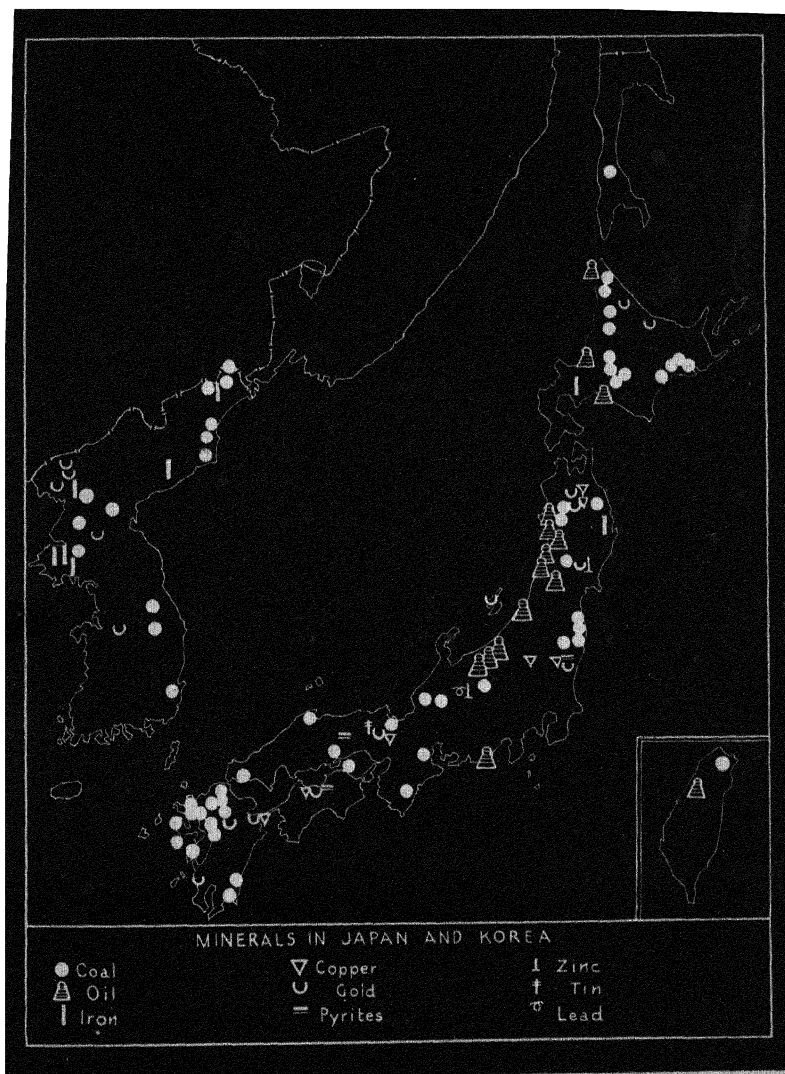 MINERALS IN JAPAN AND KOREA
Coal
Oil
Iron
Copper
Gold
Pyrites
Zinc
Tin
Lead